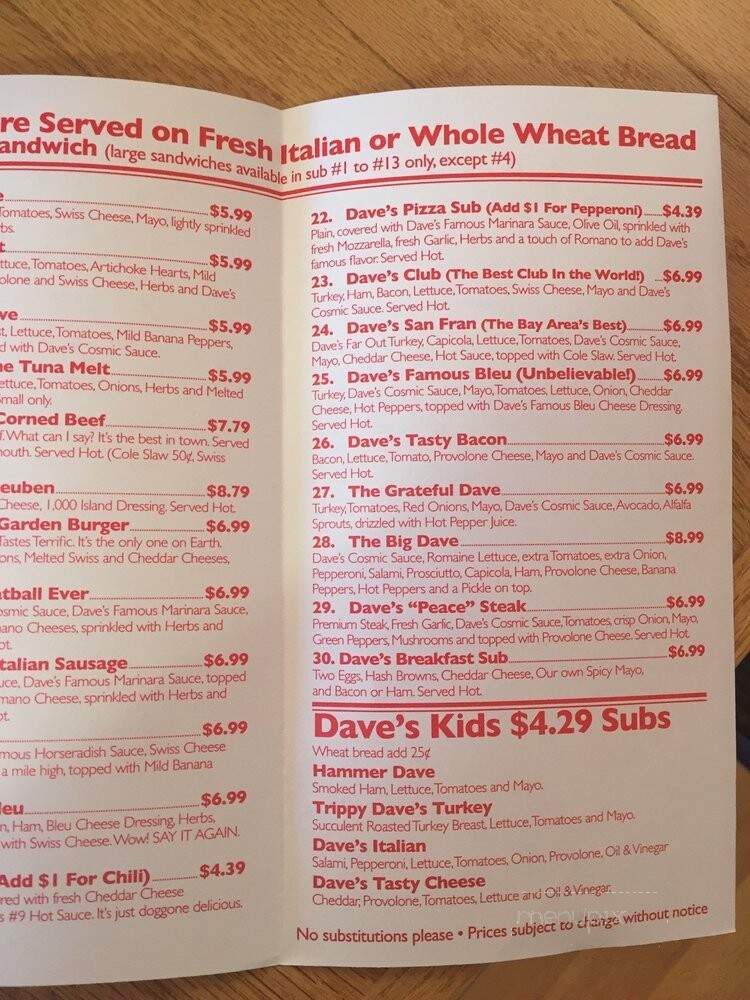 re Served on Fresh Italian or Whole Wheat Bread
andwich (large sandwiches available in sub #1 to #13 only, except #4)
$5.99
Tomatoes, Swiss Cheese, Mayo, lightly sprinkled
$5.99
ttuce, Tomatoes, Artichoke Hearts, Mild
olone and Swiss Cheese, Herbs and Dave's
ve $5.99
st, Lettuce, Tomatoes, Mild Banana Peppers,
d with Dave's Cosmic Sauce.
ne Tuna Melt $5.99
ettuce, Tomatoes, Onions, Herbs and Melted
Small only.
Corned Beef $7.79
f. What can I say? It's the best in town. Served
mouth. Served Hot. (Cole Slaw 50¢, Swiss
euben $8.79
Cheese, 1,000 Island Dressing. Served Hot.
Garden Burger $6.99
Tastes Terrific. It's the only one on Earth.
ons, Melted Swiss and Cheddar Cheeses,
atball Ever $6.99
osmic Sauce, Dave's Famous Marinara Sauce,
ano Cheeses, sprinkled with Herbs and
ot.
talian Sausage $6.99
uce, Dave's Famous Marinara Sauce, topped
mano Cheese, sprinkled with Herbs and
ot.
$6.99
mous Horseradish Sauce, Swiss Cheese
a mile high, topped with Mild Banana
leu $6.99
n, Ham, Bleu Cheese Dressing, Herbs,
with Swiss Cheese. Wow! SAY IT AGAIN.
Add $1 For Chili) $4.39
red with fresh Cheddar Cheese
s #9 Hot Sauce. It's just doggone delicious.
22. Dave's Pizza Sub (Add $1 For Pepperoni) $4.39
Plain, covered with Dave's Famous Marinara Sauce, Olive Oil, sprinkled with
fresh Mozzarella, fresh Garlic, Herbs and a touch of Romano to add Dave's
famous flavor. Served Hot.
23. Dave's Club (The Best Club In the World!) $6.99
Turkey, Ham, Bacon, Lettuce, Tomatoes, Swiss Cheese, Mayo and Dave's
Cosmic Sauce. Served Hot.
24. Dave's San Fran (The Bay Area's Best) $6.99
Dave's Far Out Turkey, Capicola, Lettuce, Tomatoes, Dave's Cosmic Sauce,
Mayo, Cheddar Cheese, Hot Sauce, topped with Cole Slaw. Served Hot.
25. Dave's Famous Bleu (Unbelievable!) $6.99
Turkey, Dave's Cosmic Sauce, Mayo, Tomatoes, Lettuce, Onion, Cheddar
Cheese, Hot Peppers, topped with Dave's Famous Bleu Cheese Dressing.
Served Hot.
26. Dave's Tasty Bacon $6.99
Bacon, Lettuce, Tomato, Provolone Cheese, Mayo and Dave's Cosmic Sauce.
Served Hot.
27. The Grateful Dave $6.99
Turkey, Tomatoes, Red Onions, Mayo, Dave's Cosmic Sauce, Avocado, Alfalfa
Sprouts, drizzled with Hot Pepper Juice.
28. The Big Dave $8.99
Dave's Cosmic Sauce, Romaine Lettuce, extra Tomatoes, extra Onion,
Pepperoni, Salami, Prosciutto, Capicola, Ham, Provolone Cheese, Banana
Peppers, Hot Peppers and a Pickle on top.
29. Dave's "Peace" Steak $6.99
Premium Steak, Fresh Garlic, Dave's Cosmic Sauce, Tomatoes, crisp Onion, Mayo,
Green Peppers, Mushrooms and topped with Provolone Cheese. Served Hot.
30. Dave's Breakfast Sub $6.99
Two Eggs, Hash Browns, Cheddar Cheese, Our own Spicy Mayo,
and Bacon or Ham. Served Hot.
Dave's Kids $4.29 Subs
Wheat bread add 25¢
Hammer Dave
Smoked Ham, Lettuce, Tomatoes and Mayo.
Trippy Dave's Turkey
Succulent Roasted Turkey Breast, Lettuce, Tomatoes and Mayo.
Dave's Italian
Salami, Pepperoni, Lettuce, Tomatoes, Onion, Provolone, Oil & Vinegar
Dave's Tasty Cheese
Cheddar, Provolone, Tomatoes, Lettuce and Oil & Vinegar.
menupix
No substitutions please • Prices subject to change without notice